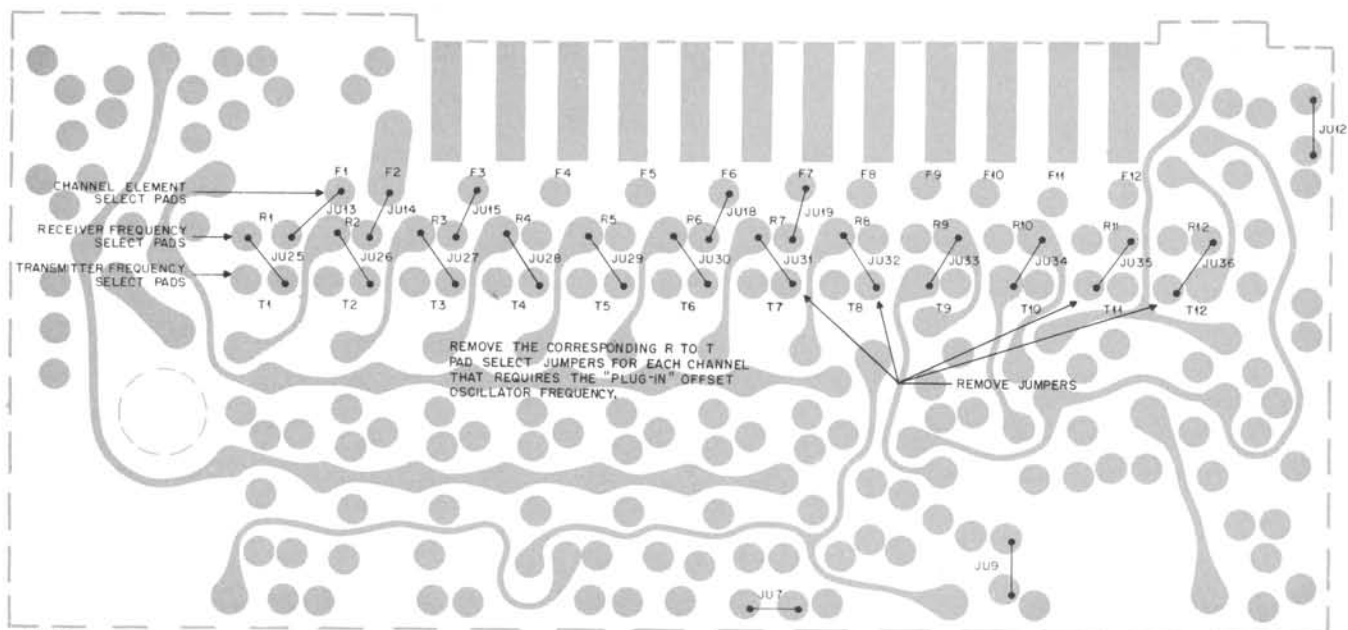 JU12
F1
F2
F3
F4
F5
F6
F7
F8
F9
F10
F11
F12
CHANNEL ELEMENT
SELECT PADS
JU13
JU14
JU15
JU18
JU19
RECEIVER FREQUENCY
SELECT PADS
R1
R2
R3
R4
R5
R6
R7
R8
R9
R10
R11
R12
JU25
JU26
JU27
JU28
JU29
JU30
JU31
JU32
JU33
JU34
JU35
JU36
TRANSMITTER FREQUENCY
SELECT PADS
T1
T2
T3
T4
T5
T6
T7
T8
T9
T10
T11
T12
REMOVE THE CORRESPONDING R TO T
PAD SELECT JUMPERS FOR EACH CHANNEL
THAT REQUIRES THE "PLUG-IN" OFFSET
OSCILLATOR FREQUENCY.
REMOVE JUMPERS
JU9
JU7